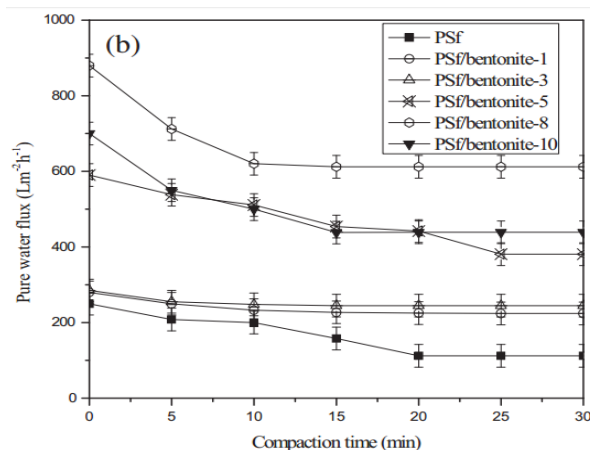 (b)
PSf
PSf/bentonite-1
PSf/bentonite-3
PSf/bentonite-5
PSf/bentonite-8
PSf/bentonite-10
1000
800
600
400
200
0
Pure water flux (Lm⁻²h⁻¹)
0 5 10 15 20 25 30
Compaction time (min)